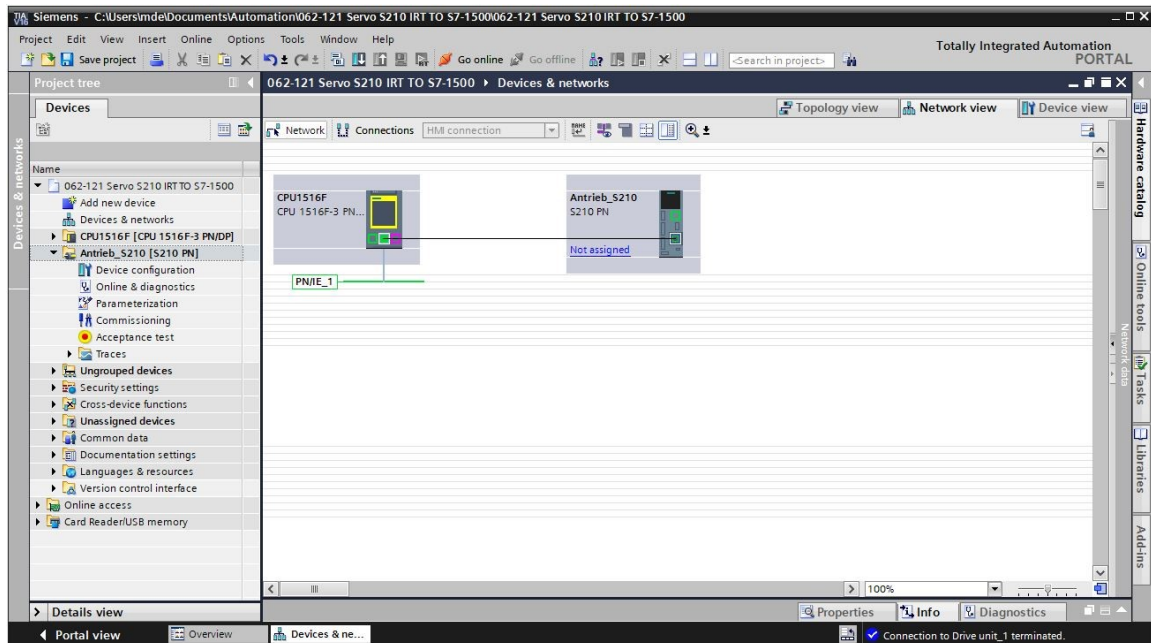 Siemens - C:\Users\mde\Documents\Automation\062-121 Servo S210 IRT TO S7-1500\062-121 Servo S210 IRT TO S7-1500
Project Edit View Insert Online Options Tools Window Help
Totally Integrated Automation
PORTAL
Save project
Go online
Go offline
<Search in project>
Project tree
062-121 Servo S210 IRT TO S7-1500 Devices & networks
Devices
Topology view
Network view
Device view
Network
Connections
HMI connection
Name
062-121 Servo S210 IRT TO S7-1500
Add new device
Devices & networks
CPU1516F [CPU 1516F-3 PN/DP]
Antrieb_S210 [S210 PN]
Device configuration
Online & diagnostics
Parameterization
Commissioning
Acceptance test
Traces
Ungrouped devices
Security settings
Cross-device functions
Unassigned devices
Common data
Documentation settings
Languages & resources
Version control interface
Online access
Card Reader/USB memory
CPU1516F
CPU 1516F-3 PN...
Antrieb_S210
S210 PN
Not assigned
PN/IE_1
Devices & networks
Network data
Hardware catalog
Online tools
Tasks
Libraries
Add-ins
100%
Details view
Properties
Info
Diagnostics
Portal view
Overview
Devices & ne...
Connection to Drive unit_1 terminated.